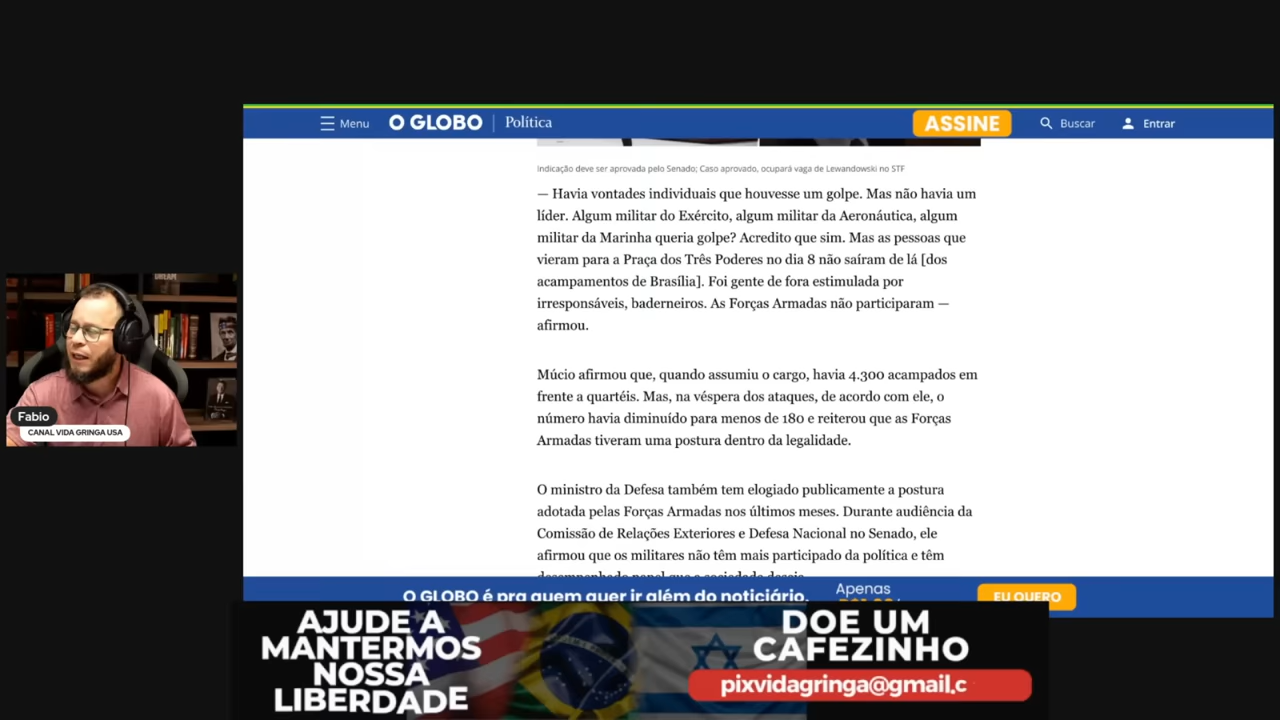 Menu
O GLOBO
Política
ASSINE
Buscar
Entrar
Indicação deve ser aprovada pelo Senado; Caso aprovado, ocupará vaga de Lewandowski no STF
— Havia vontades individuais que houvesse um golpe. Mas não havia um
líder. Algum militar do Exército, algum militar da Aeronáutica, algum
militar da Marinha queria golpe? Acredito que sim. Mas as pessoas que
vieram para a Praça dos Três Poderes no dia 8 não saíram de lá [dos
acampamentos de Brasília]. Foi gente de fora estimulada por
irresponsáveis, baderneiros. As Forças Armadas não participaram —
afirmou.
Múcio afirmou que, quando assumiu o cargo, havia 4.300 acampados em
frente a quartéis. Mas, na véspera dos ataques, de acordo com ele, o
número havia diminuído para menos de 180 e reiterou que as Forças
Armadas tiveram uma postura dentro da legalidade.
O ministro da Defesa também tem elogiado publicamente a postura
adotada pelas Forças Armadas nos últimos meses. Durante audiência da
Comissão de Relações Exteriores e Defesa Nacional no Senado, ele
afirmou que os militares não têm mais participado da política e têm
desempenhado papel que a sociedade deseja.
O GLOBO é pra quem quer ir além do noticiário.
Apenas
EU QUERO
DREAM
Fabio
CANAL VIDA GRINGA USA
AJUDE A
MANTERMOS
NOSSA
LIBERDADE
DOE UM
CAFEZINHO
pixvidagringa@gmail.c